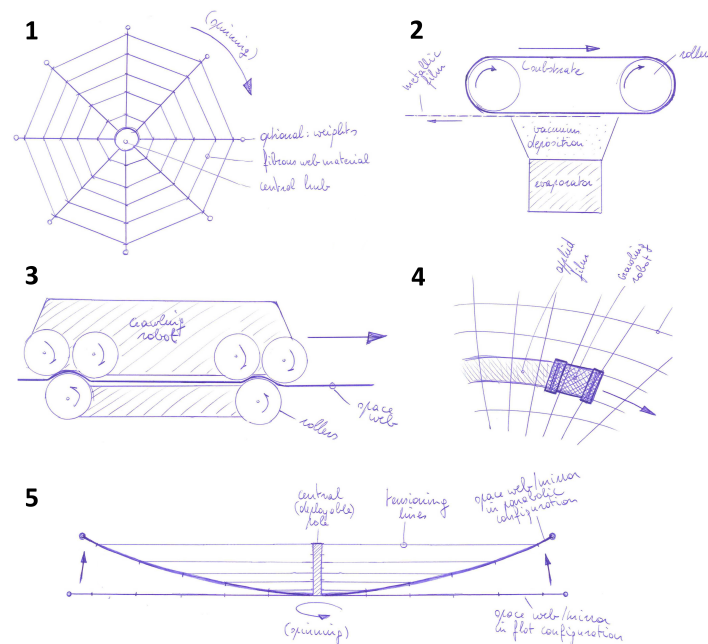 1
(spinning)
optional: weights
fibrous web material
central hub
2
substrate
rollers
metallic
film
vacuum
deposition
evaporator
3
crawling
robot
space
web
rollers
4
applied
film
crawling
robot
5
central
(deployable)
pole
tensioning
lines
space web/mirror
in parabolic
configuration
(spinning)
space web/mirror
in flat configuration